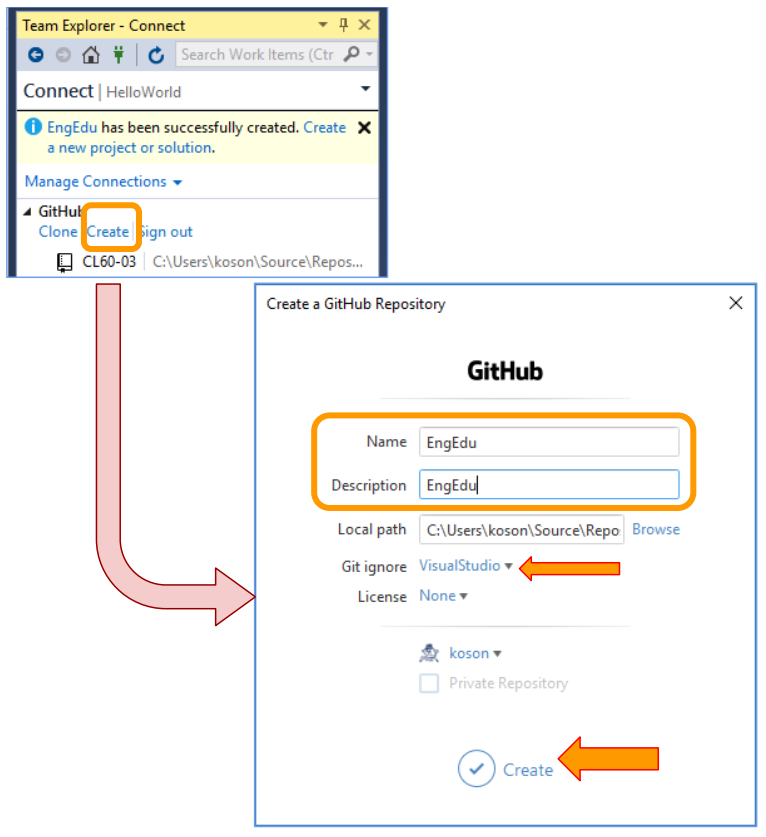 Team Explorer - Connect
Search Work Items (Ctr
Connect | HelloWorld
EngEdu has been successfully created. Create
a new project or solution.
Manage Connections
GitHub
Clone Create Sign out
CL60-03 C:\Users\koson\Source\Repos...
Create a GitHub Repository
GitHub
Name EngEdu
Description EngEdu
Local path C:\Users\koson\Source\Repo Browse
Git ignore VisualStudio
License None
koson
Private Repository
Create